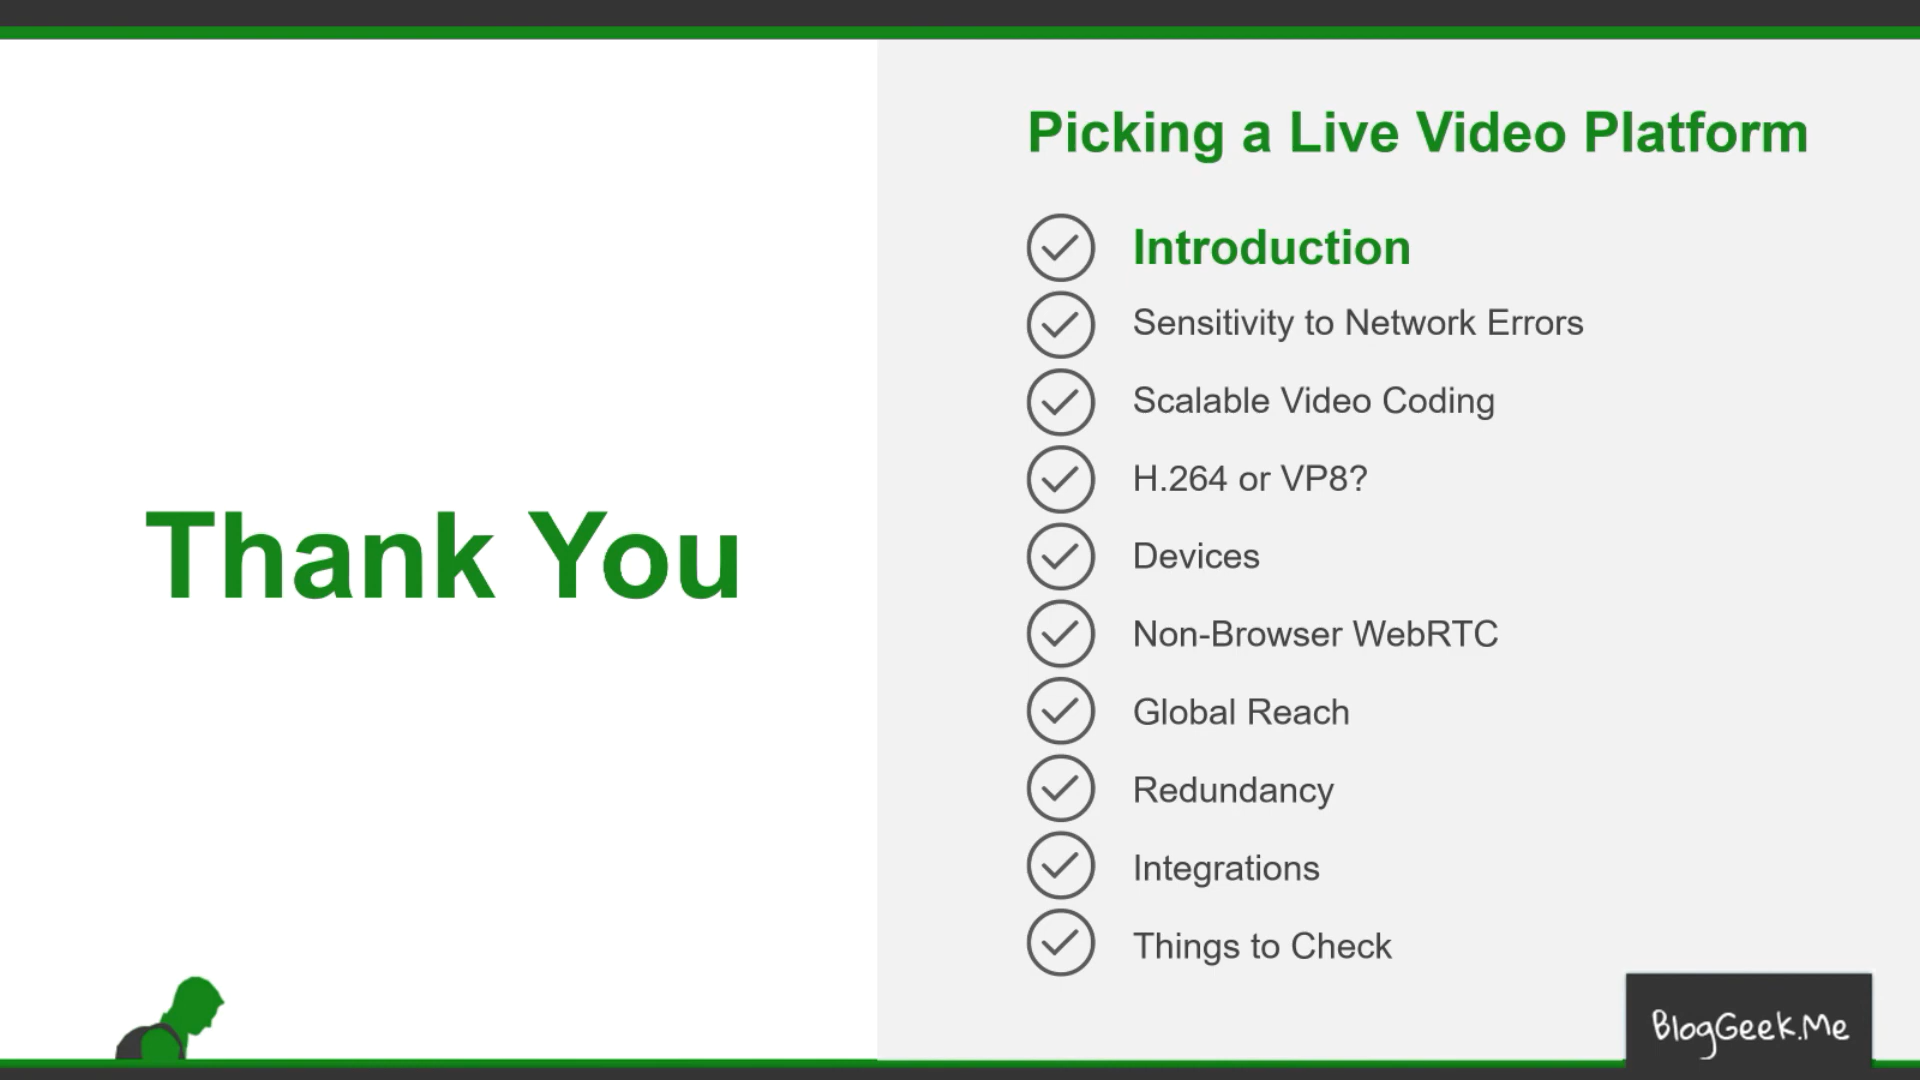 Thank You
Picking a Live Video Platform
Introduction
Sensitivity to Network Errors
Scalable Video Coding
H.264 or VP8?
Devices
Non-Browser WebRTC
Global Reach
Redundancy
Integrations
Things to Check
BlogGeek.Me